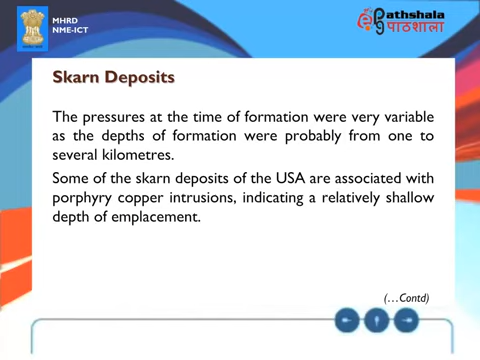 MHRD
NME-ICT
e pg athshala
पाठशाला
Skarn Deposits
The pressures at the time of formation were very variable
as the depths of formation were probably from one to
several kilometres.
Some of the skarn deposits of the USA are associated with
porphyry copper intrusions, indicating a relatively shallow
depth of emplacement.
(…Contd)